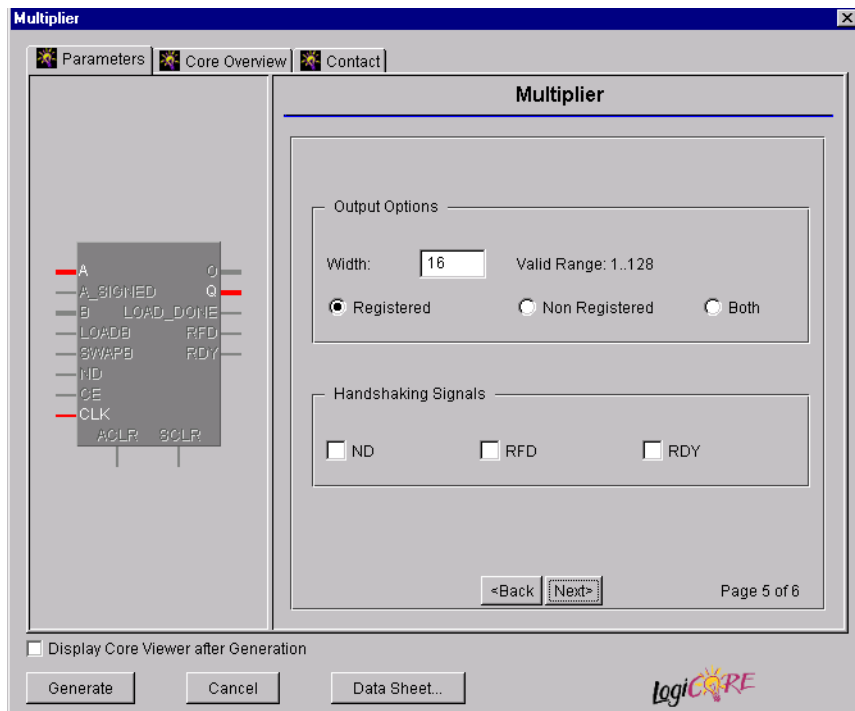 Multiplier
Parameters Core Overview Contact
Multiplier
Output Options
Width: 16 Valid Range: 1..128
Registered Non Registered Both
Handshaking Signals
ND RFD RDY
<Back Next> Page 5 of 6
A O
A_SIGNED Q
B LOAD_DONE
LOADB RFD
SWAPB RDY
ND
CE
CLK
ACLR SCLR
Display Core Viewer after Generation
Generate Cancel Data Sheet...
LogiCORE